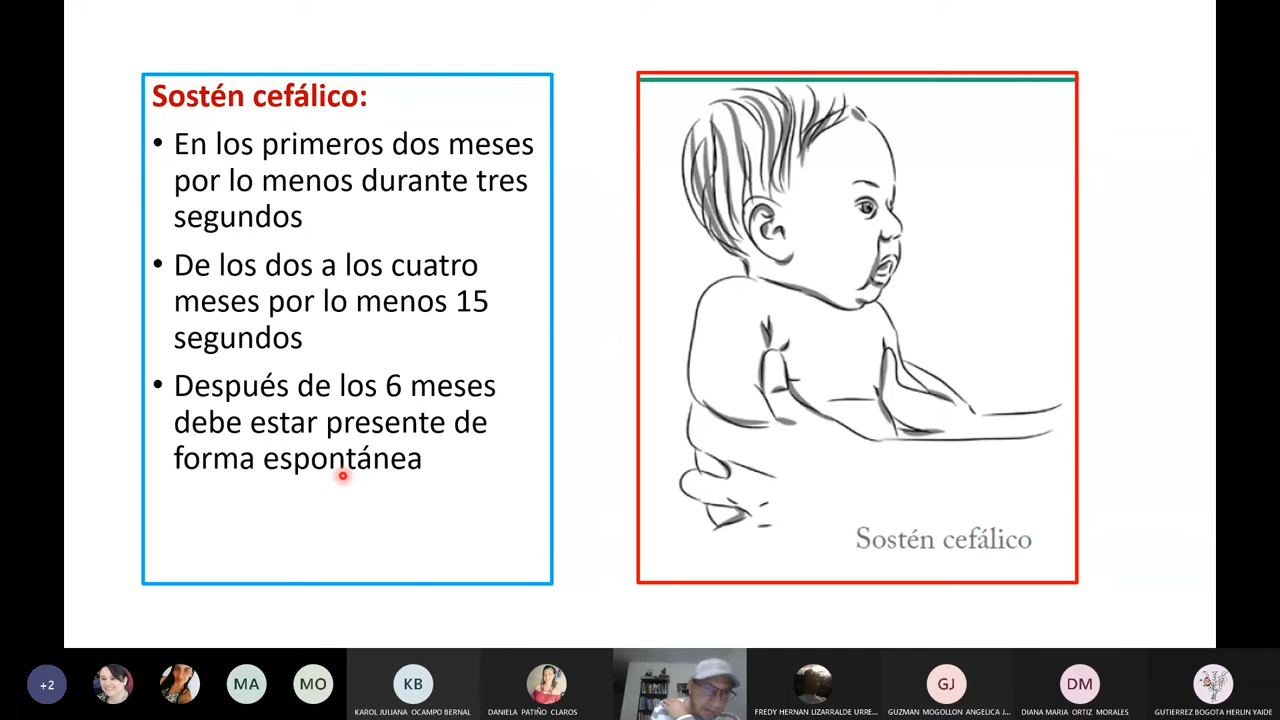 Sostén cefálico:
• En los primeros dos meses
por lo menos durante tres
segundos
• De los dos a los cuatro
meses por lo menos 15
segundos
• Después de los 6 meses
debe estar presente de
forma espontánea
Sostén cefálico
+2
MA
MO
KB
GJ
DM
KAROL JULIANA OCAMPO BERNAL
DANIELA PATIÑO CLAROS
FREDY HERNAN LIZARRALDE URRE...
GUZMAN MOGOLLON ANGELICA J...
DIANA MARIA ORTIZ MORALES
GUTIERREZ BOGOTA HERLIN YAIDE